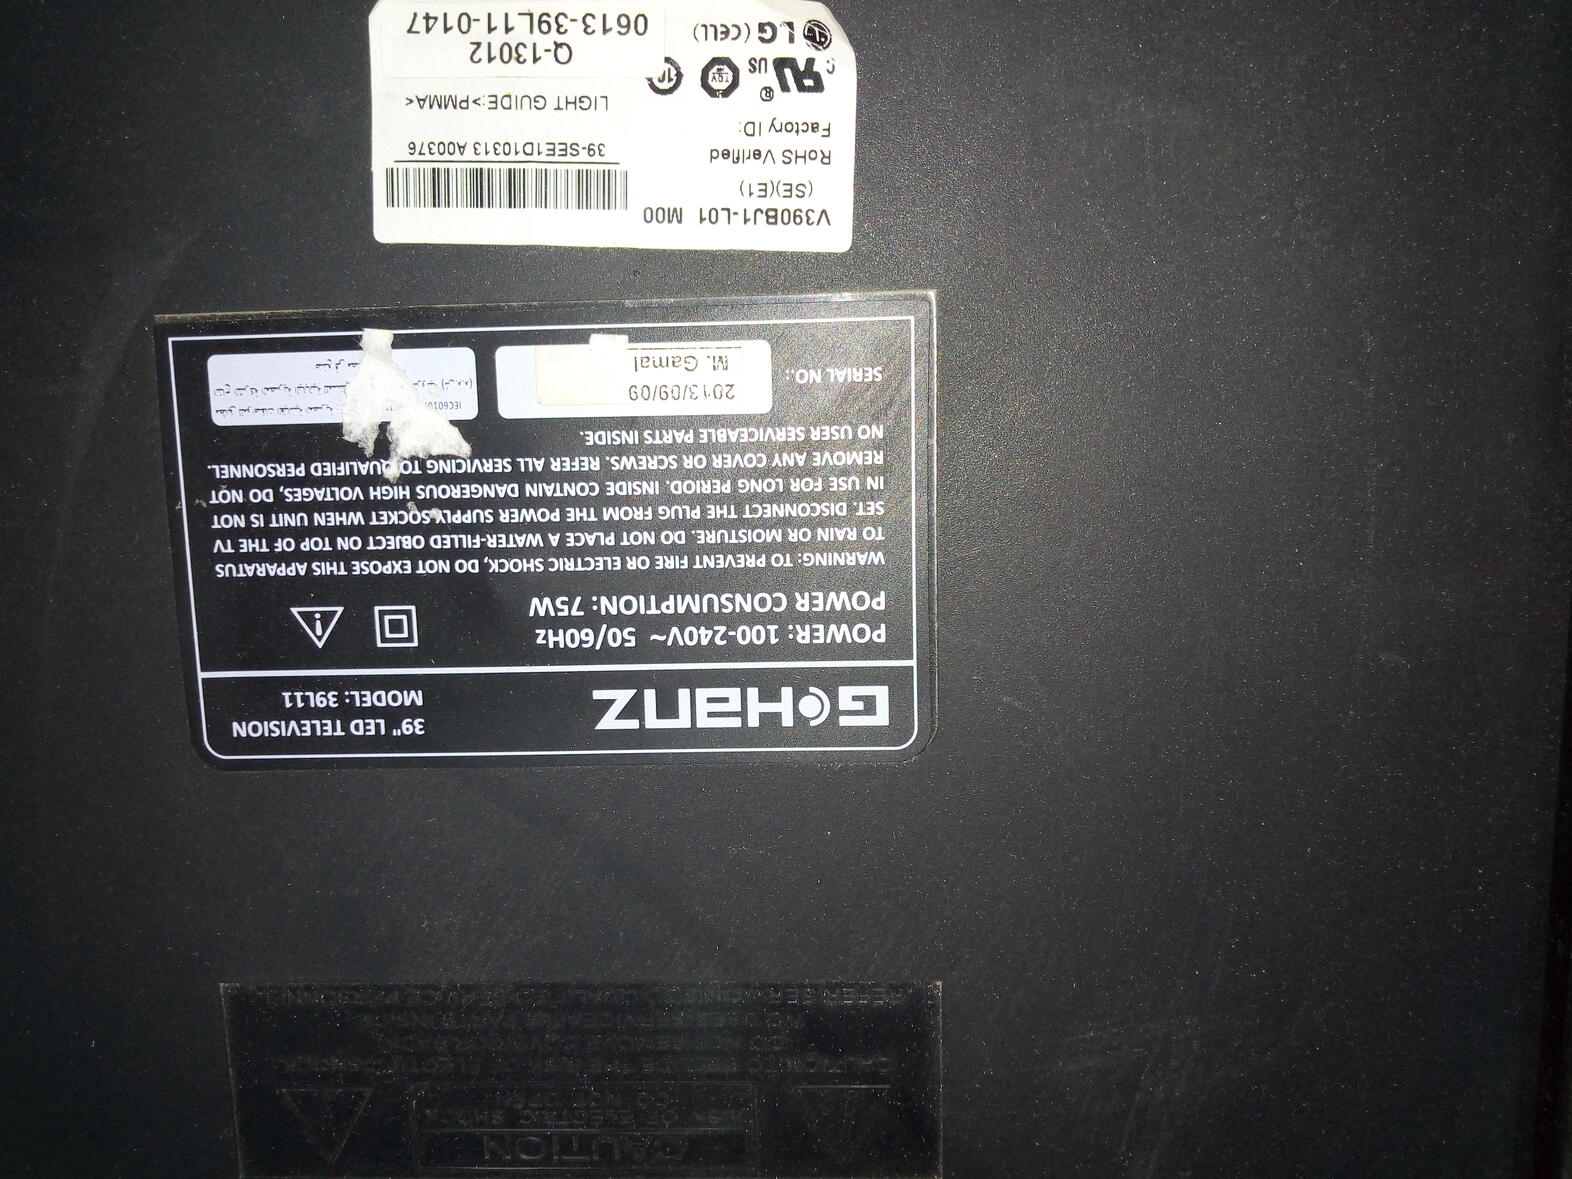 G·HANZ
39" LED TELEVISION
MODEL: 39L11
POWER: 100-240V ~ 50/60Hz
POWER CONSUMPTION: 75W
WARNING: TO PREVENT FIRE OR ELECTRIC SHOCK, DO NOT EXPOSE THIS APPARATUS
TO RAIN OR MOISTURE. DO NOT PLACE A WATER-FILLED OBJECT ON TOP OF THE TV
SET. DISCONNECT THE PLUG FROM THE POWER SUPPLY SOCKET WHEN UNIT IS NOT
IN USE FOR LONG PERIOD. INSIDE CONTAIN DANGEROUS HIGH VOLTAGES, DO NOT
REMOVE ANY COVER OR SCREWS. REFER ALL SERVICING TO QUALIFIED PERSONNEL.
NO USER SERVICEABLE PARTS INSIDE.
SERIAL NO.:
2013/09/09
M. Gamal
V390BJ1-L01 M00
(SE)(E1)
RoHS Verified
Factory ID:
39-SEE1D10313 A00376
LIGHT GUIDE:>PMMA<
c RU ® US
LG (CELL)
Q-13012
0613-39L11-0147
CAUTION